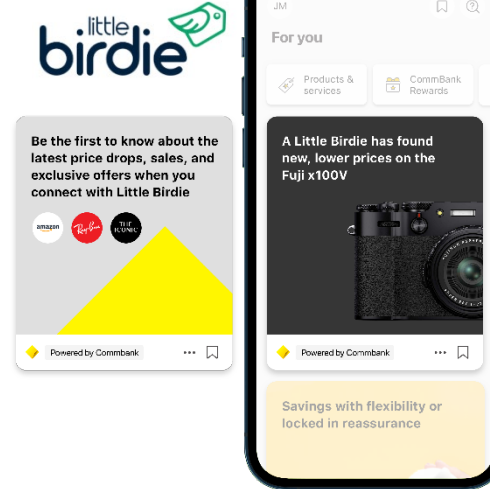 little
birdie
Be the first to know about the
latest price drops, sales, and
exclusive offers when you
connect with Little Birdie
amazon
Ray-Ban
THE
ICONIC
Powered by Commbank
JM
For you
Products &
services
CommBank
Rewards
A Little Birdie has found
new, lower prices on the
Fuji x100V
Powered by Commbank
Savings with flexibility or
locked in reassurance